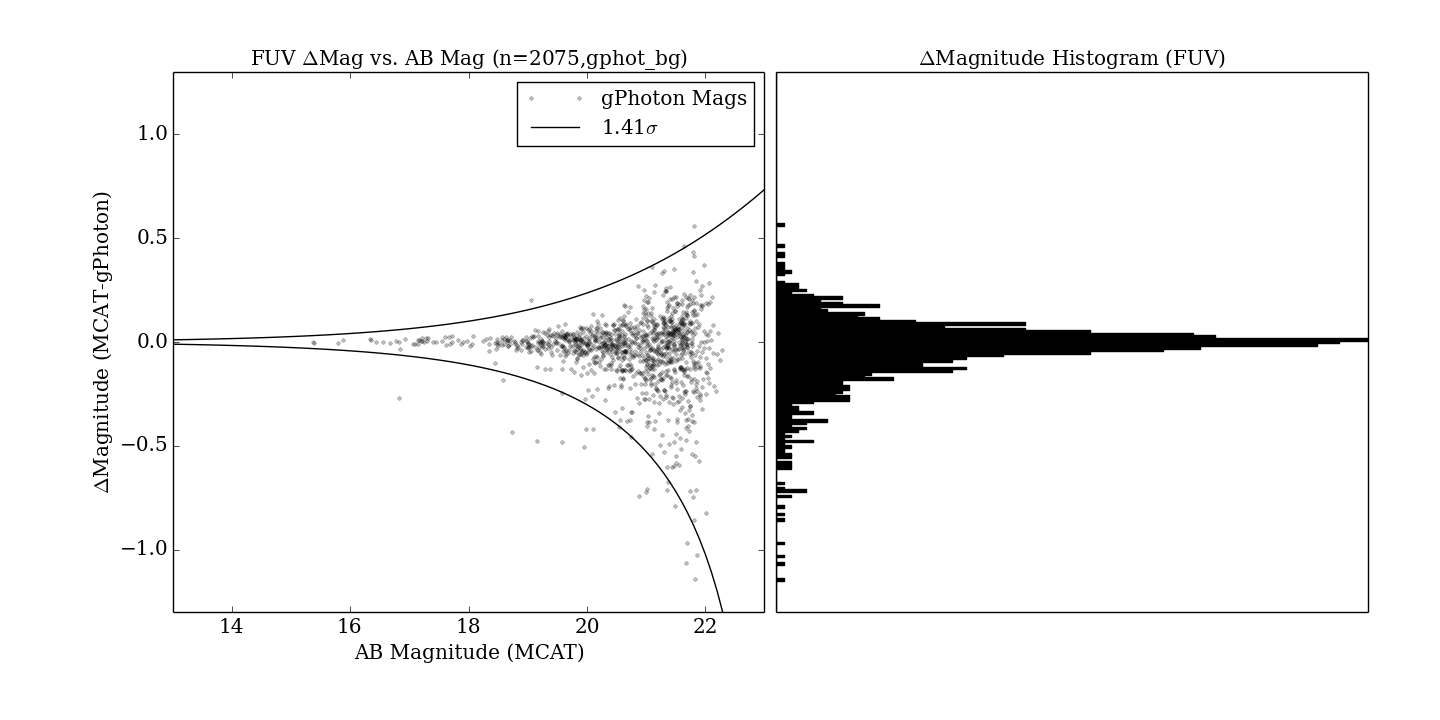 FUV ΔMag vs. AB Mag (n=2075,gphot_bg)
ΔMagnitude Histogram (FUV)
gPhoton Mags
1.41σ
1.0
0.5
0.0
−0.5
−1.0
ΔMagnitude (MCAT-gPhoton)
14 16 18 20 22
AB Magnitude (MCAT)